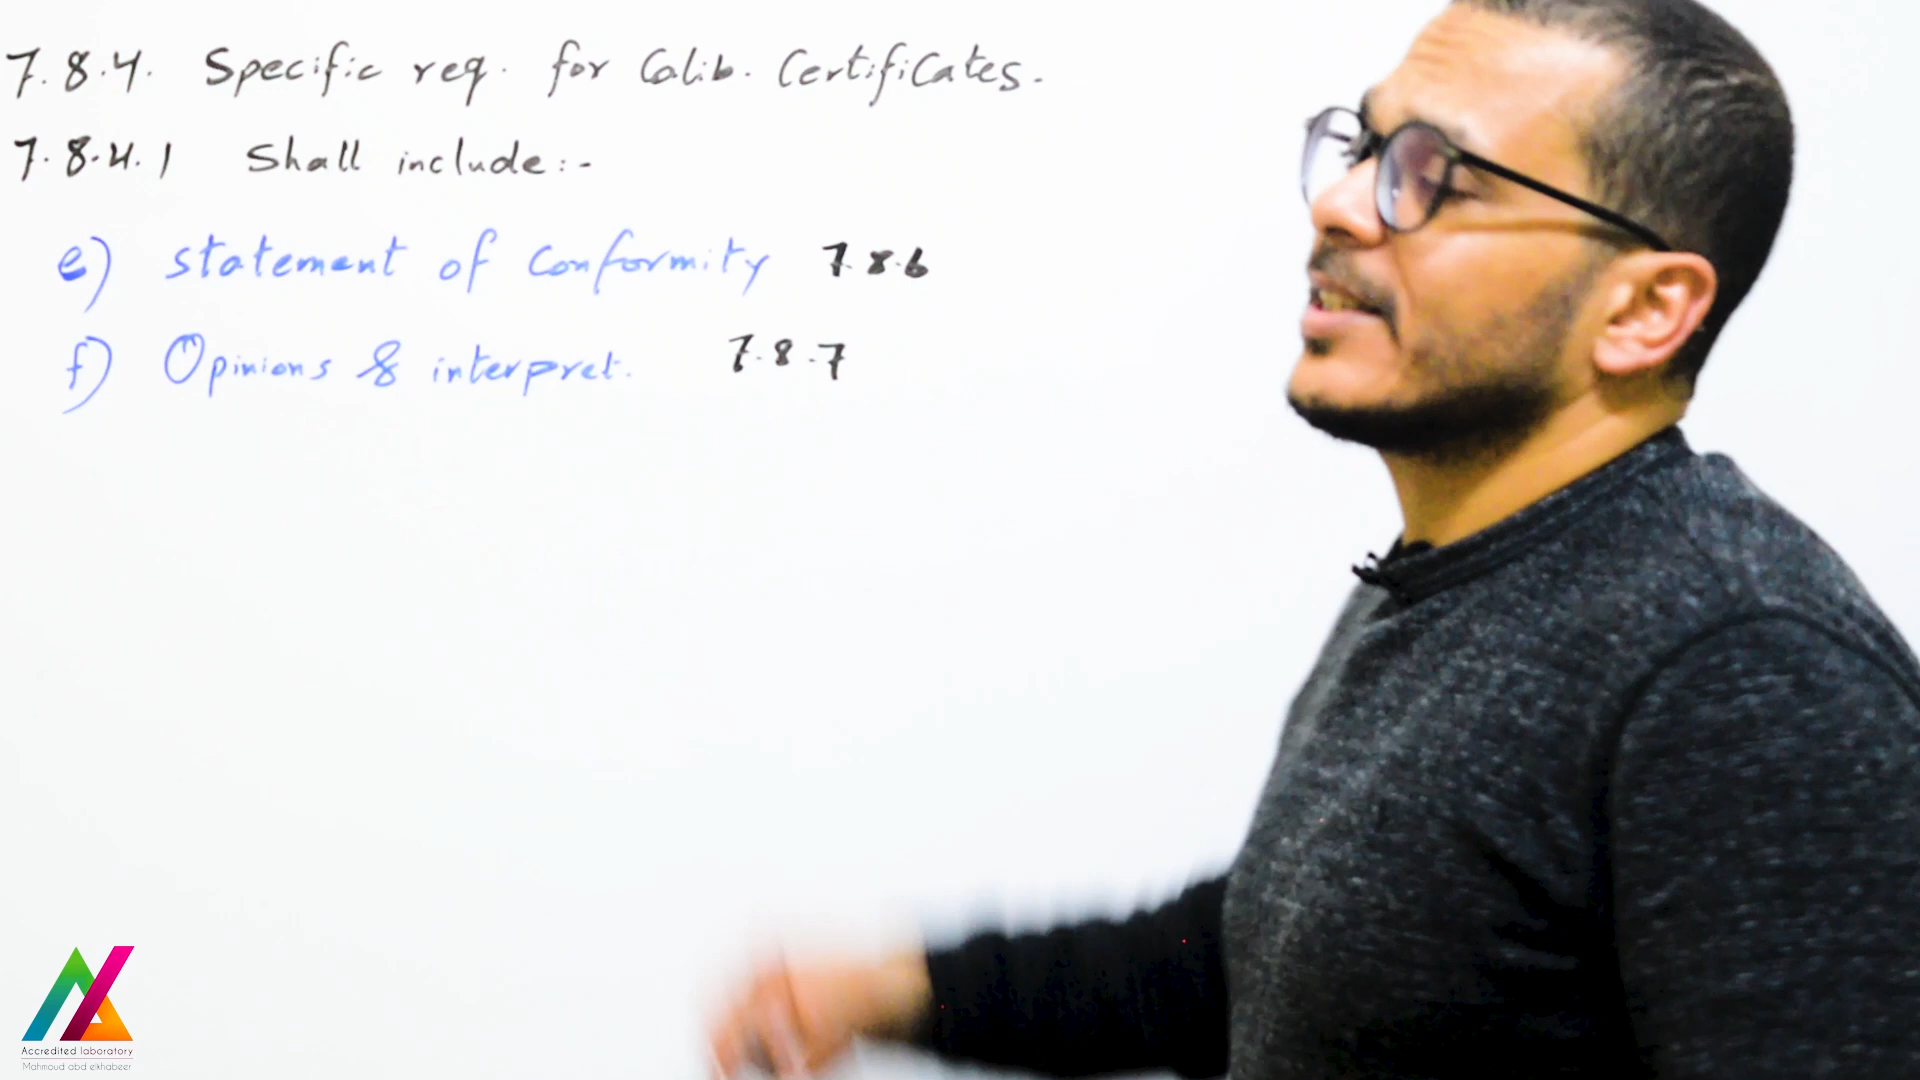 7.8.4. Specific req. for Calib. Certificates.
7.8.4.1 Shall include:-
e) statement of Conformity 7.8.6
f) Opinions & interpret. 7.8.7
Accredited laboratory
Mahmoud abd elkhabeer